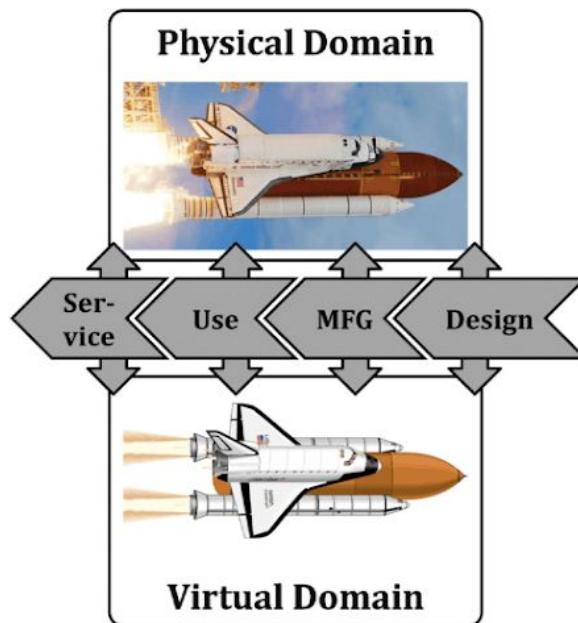 Physical Domain
Ser-
vice
Use
MFG
Design
Virtual Domain